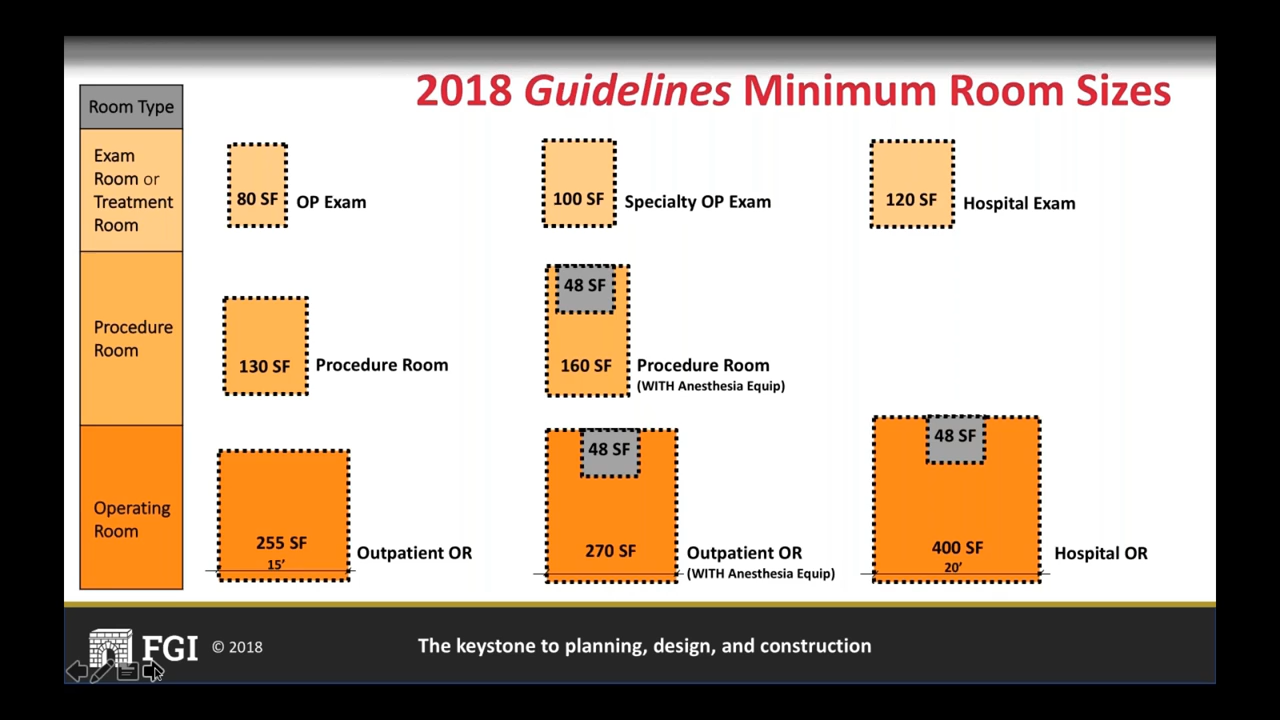 2018 Guidelines Minimum Room Sizes
Room Type
Exam
Room or
Treatment
Room
80 SF
OP Exam
100 SF
Specialty OP Exam
120 SF
Hospital Exam
Procedure
Room
130 SF
Procedure Room
48 SF
160 SF
Procedure Room
(WITH Anesthesia Equip)
Operating
Room
255 SF
15’
Outpatient OR
48 SF
270 SF
Outpatient OR
(WITH Anesthesia Equip)
48 SF
400 SF
20’
Hospital OR
FGI
© 2018
The keystone to planning, design, and construction